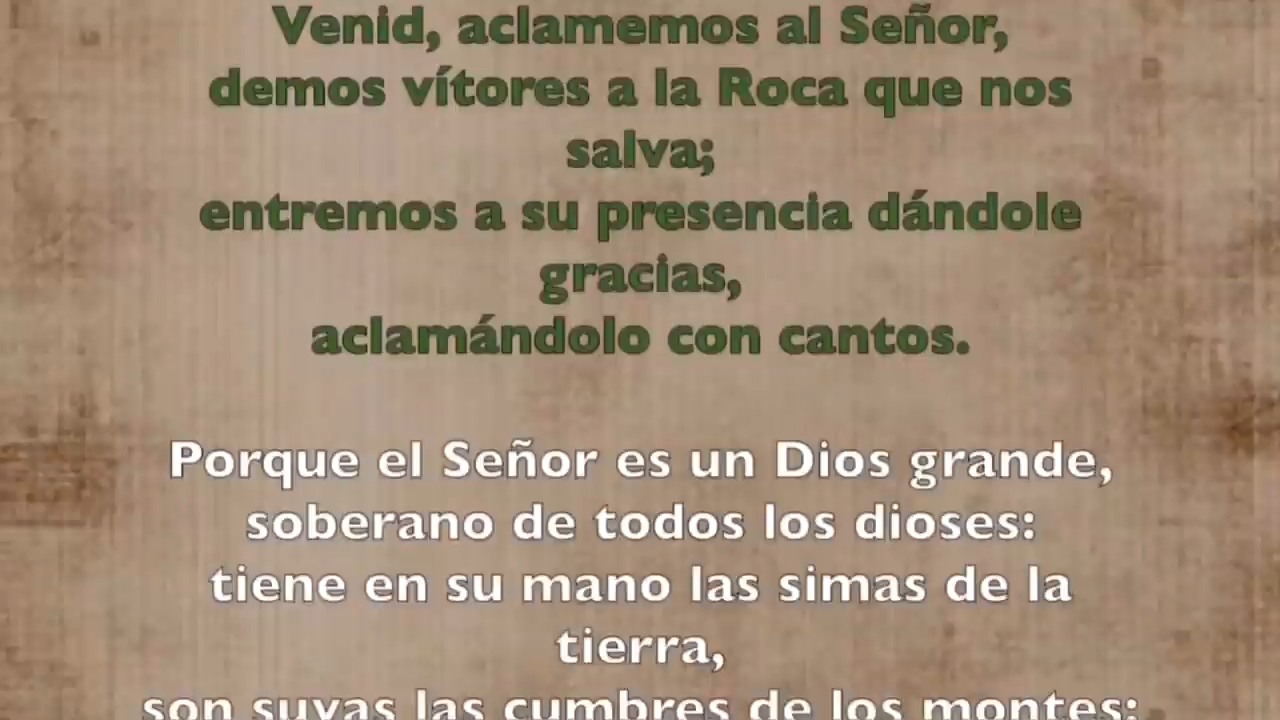 Venid, aclamemos al Señor,
demos vítores a la Roca que nos
salva;
entremos a su presencia dándole
gracias,
aclamándolo con cantos.
Porque el Señor es un Dios grande,
soberano de todos los dioses:
tiene en su mano las simas de la
tierra,
son suyas las cumbres de los montes;